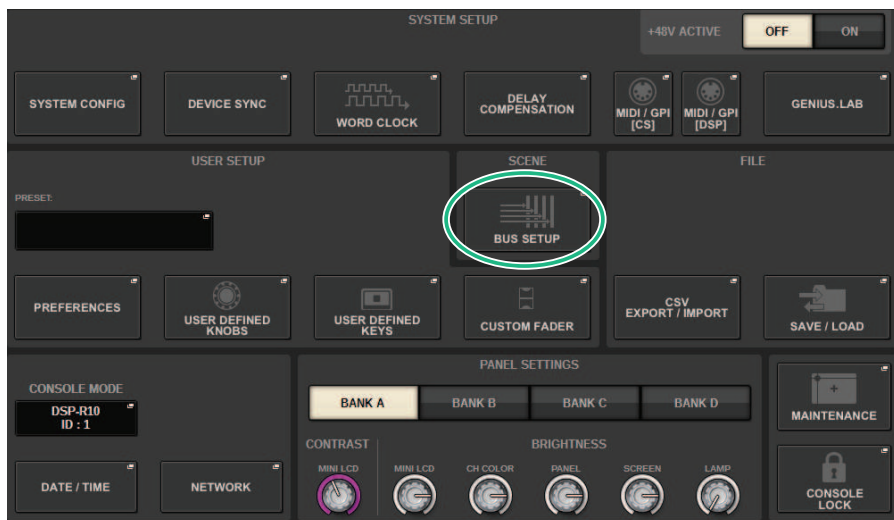 SYSTEM SETUP
+48V ACTIVE
OFF
ON
SYSTEM CONFIG
DEVICE SYNC
WORD CLOCK
DELAY
COMPENSATION
MIDI / GPI
[CS]
MIDI / GPI
[DSP]
GENIUS.LAB
USER SETUP
SCENE
FILE
PRESET:
BUS SETUP
PREFERENCES
USER DEFINED
KNOBS
USER DEFINED
KEYS
CUSTOM FADER
CSV
EXPORT / IMPORT
SAVE / LOAD
PANEL SETTINGS
CONSOLE MODE
DSP-R10
ID : 1
BANK A
BANK B
BANK C
BANK D
MAINTENANCE
CONTRAST
BRIGHTNESS
MINI LCD
MINI LCD
CH COLOR
PANEL
SCREEN
LAMP
DATE / TIME
NETWORK
CONSOLE
LOCK